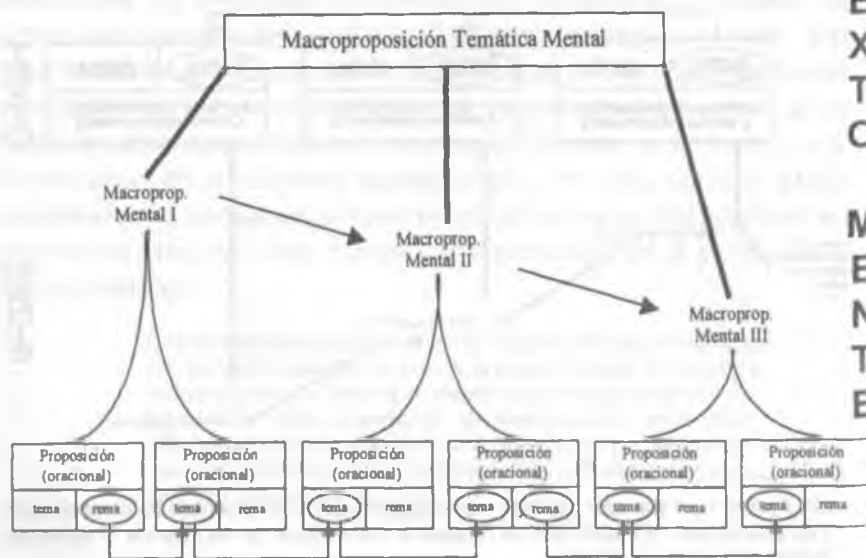 Macroproposición Temática Mental
Macroprop.
Mental I
Macroprop.
Mental II
Macroprop.
Mental III
Proposición
(oracional)
tema rema
Proposición
(oracional)
tema rema
Proposición
(oracional)
tema rema
Proposición
(oracional)
tema rema
Proposición
(oracional)
tema rema
Proposición
(oracional)
tema rema
E
X
T
O
M
E
N
T
E